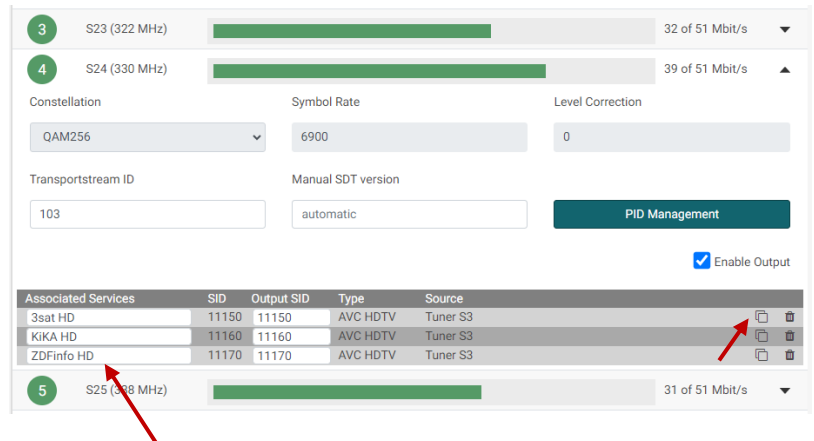 3 S23 (322 MHz) 32 of 51 Mbit/s
4 S24 (330 MHz) 39 of 51 Mbit/s
Constellation Symbol Rate Level Correction
QAM256 6900 0
Transportstream ID Manual SDT version
103 automatic PID Management
Enable Output
Associated Services SID Output SID Type Source
3sat HD 11150 11150 AVC HDTV Tuner S3
KiKA HD 11160 11160 AVC HDTV Tuner S3
ZDFinfo HD 11170 11170 AVC HDTV Tuner S3
5 S25 (338 MHz) 31 of 51 Mbit/s